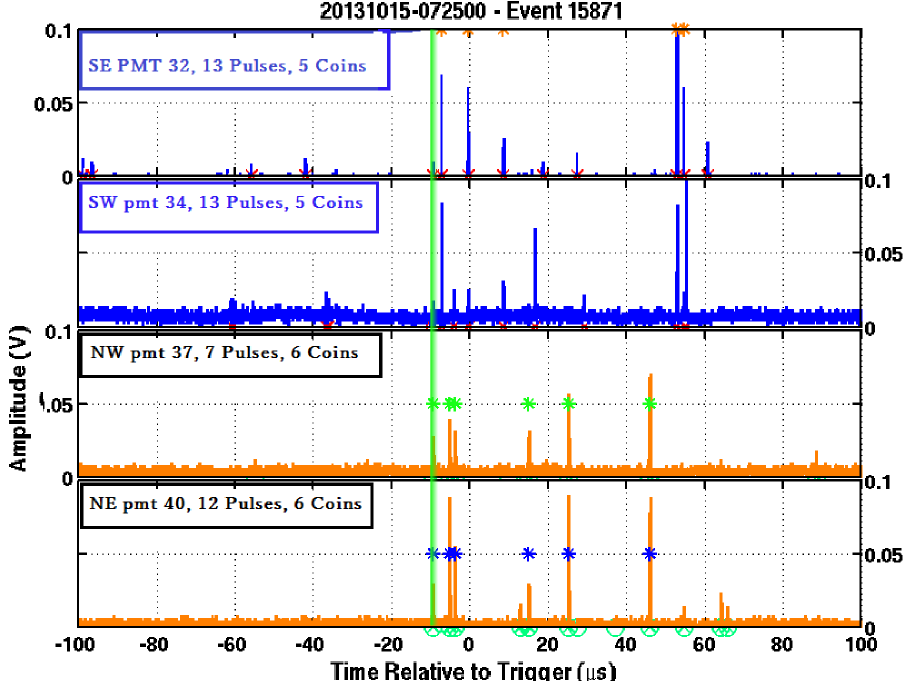 20131015-072500 - Event 15871
0.1
SE PMT 32, 13 Pulses, 5 Coins
0.05
0
SW pmt 34, 13 Pulses, 5 Coins
0.1
0.05
0
0.1
NW pmt 37, 7 Pulses, 6 Coins
.05
0
NE pmt 40, 12 Pulses, 6 Coins
0.1
0.05
0
Amplitude (V)
-100 -80 -60 -40 -20 0 20 40 60 80 100
Time Relative to Trigger (μs)